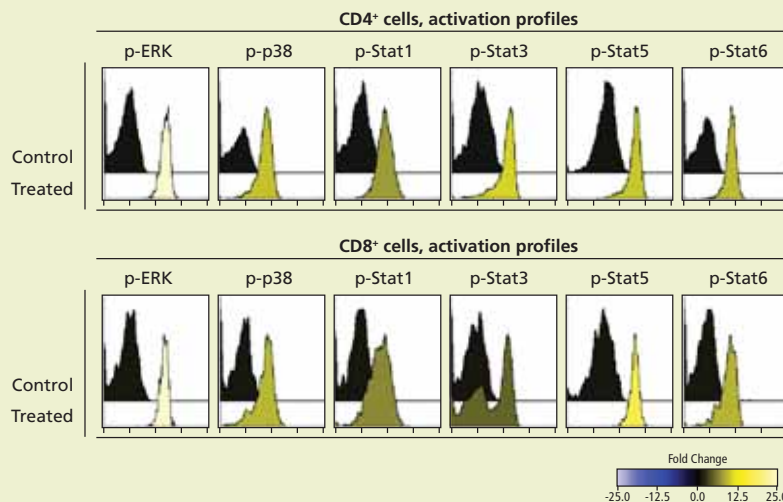 CD4⁺ cells, activation profiles
p-ERK p-p38 p-Stat1 p-Stat3 p-Stat5 p-Stat6
Control
Treated
CD8⁺ cells, activation profiles
p-ERK p-p38 p-Stat1 p-Stat3 p-Stat5 p-Stat6
Control
Treated
Fold Change
-25.0 -12.5 0.0 12.5